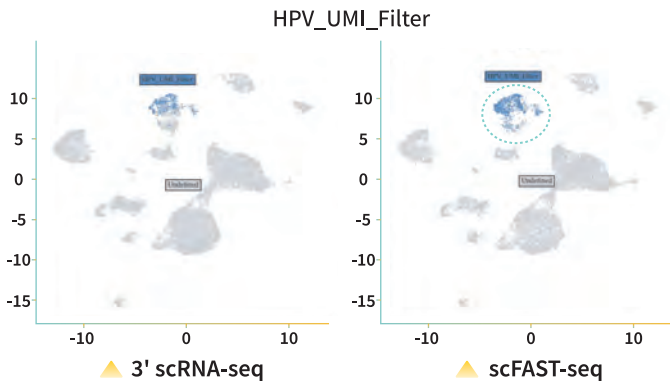 HPV_UMI_Filter
HPV_UMI_Filter
HPV_UMI_Filter
10
5
0
-5
-10
-15
Undefined
10
5
0
-5
-10
-15
Undefined
-10 0 10
-10 0 10
3' scRNA-seq
scFAST-seq